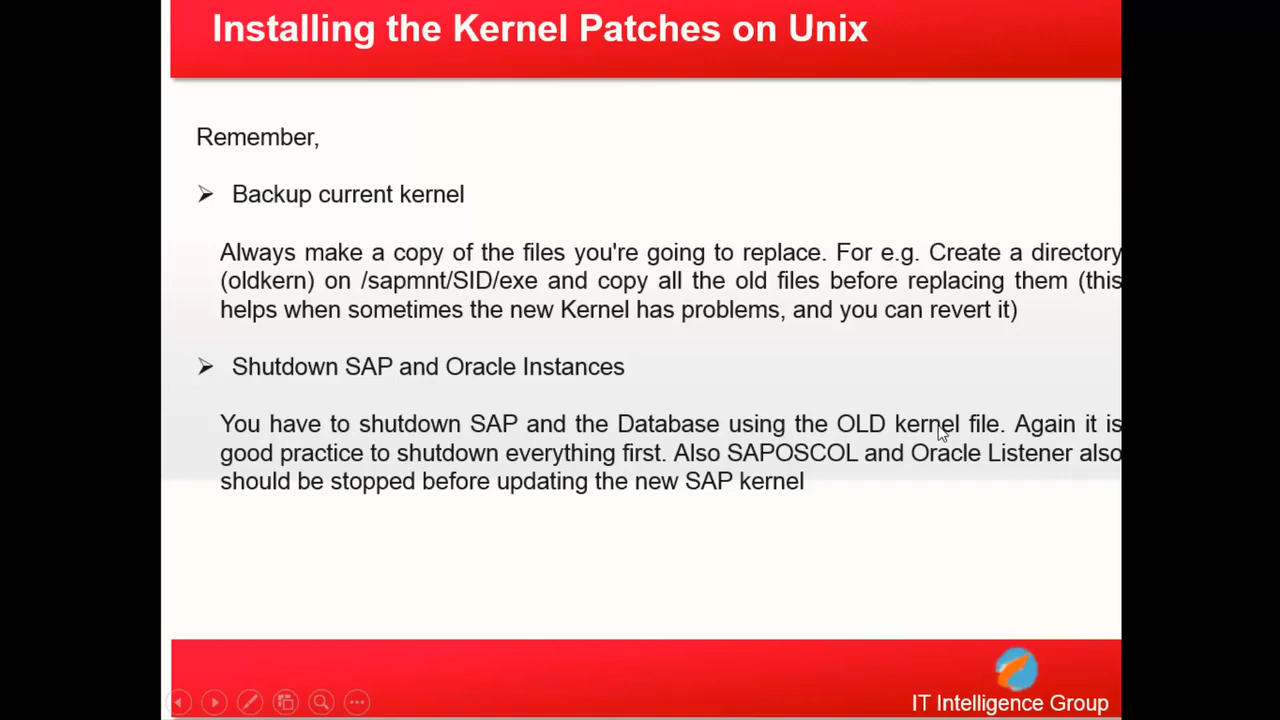 Installing the Kernel Patches on Unix
Remember,
Backup current kernel
Always make a copy of the files you're going to replace. For e.g. Create a directory
(oldkern) on /sapmnt/SID/exe and copy all the old files before replacing them (this
helps when sometimes the new Kernel has problems, and you can revert it)
Shutdown SAP and Oracle Instances
You have to shutdown SAP and the Database using the OLD kernel file. Again it is
good practice to shutdown everything first. Also SAPOSCOL and Oracle Listener also
should be stopped before updating the new SAP kernel
IT Intelligence Group